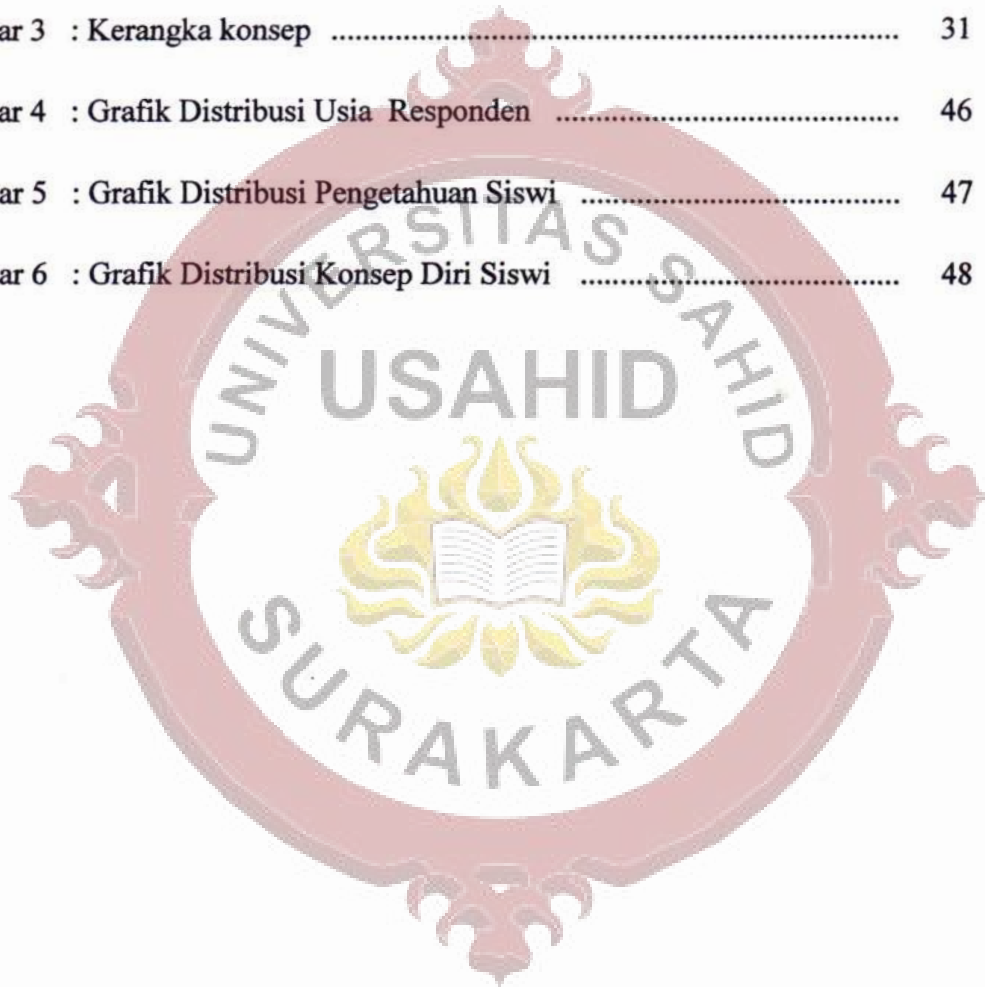 ar 3 : Kerangka konsep ........................................................................ 31
ar 4 : Grafik Distribusi Usia Responden ............................................ 46
ar 5 : Grafik Distribusi Pengetahuan Siswi ......................................... 47
ar 6 : Grafik Distribusi Konsep Diri Siswi ......................................... 48
UNIVERSITAS SAHID
USAHID
SURAKARTA